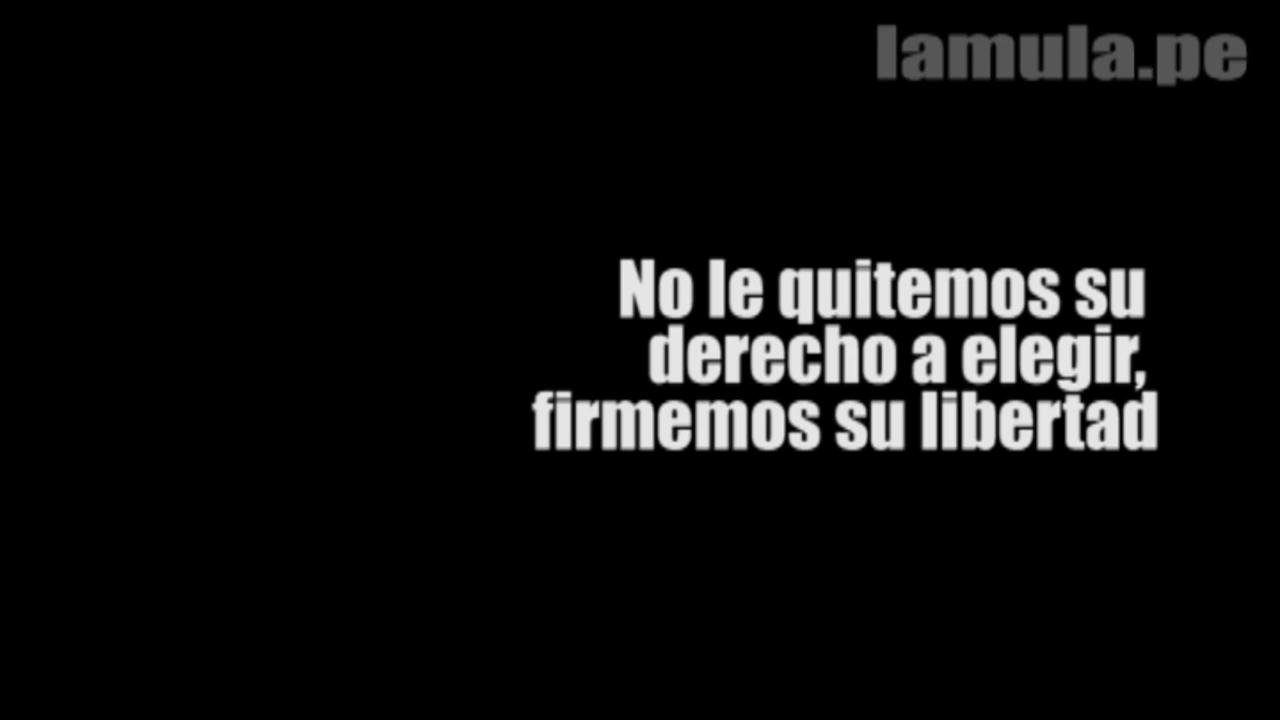 lamula.pe
No le quitemos su
derecho a elegir,
firmemos su libertad